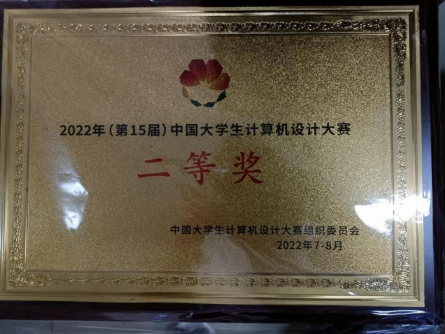 2022年(第15届)中国大学生计算机设计大赛
二等奖
中国大学生计算机设计大赛组织委员会
2022年7-8月